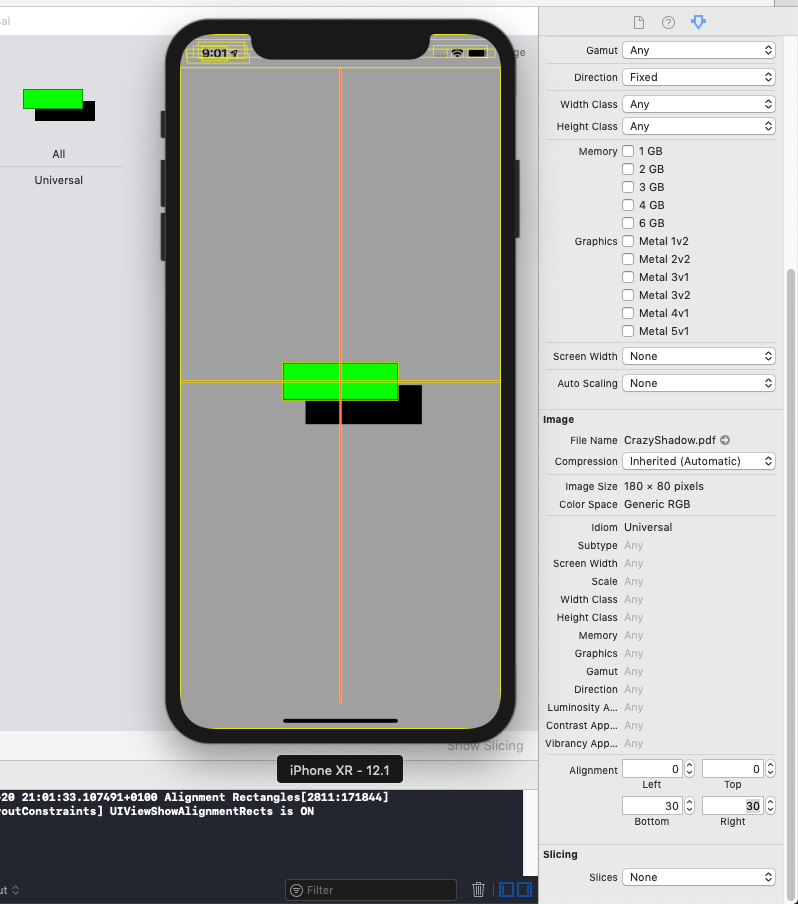 sal
ge
9:01
All
Universal
Show Slicing
iPhone XR - 12.1
-20 21:01:33.107491+0100 Alignment Rectangles[2811:171844]
youtConstraints] UIViewShowAlignmentRects is ON
ut
Filter
Gamut Any
Direction Fixed
Width Class Any
Height Class Any
Memory 1 GB
2 GB
3 GB
4 GB
6 GB
Graphics Metal 1v2
Metal 2v2
Metal 3v1
Metal 3v2
Metal 4v1
Metal 5v1
Screen Width None
Auto Scaling None
Image
File Name CrazyShadow.pdf
Compression Inherited (Automatic)
Image Size 180 × 80 pixels
Color Space Generic RGB
Idiom Universal
Subtype Any
Screen Width Any
Scale Any
Width Class Any
Height Class Any
Memory Any
Graphics Any
Gamut Any
Direction Any
Luminosity A... Any
Contrast App... Any
Vibrancy App... Any
Alignment 0 0
Left Top
30 30
Bottom Right
Slicing
Slices None